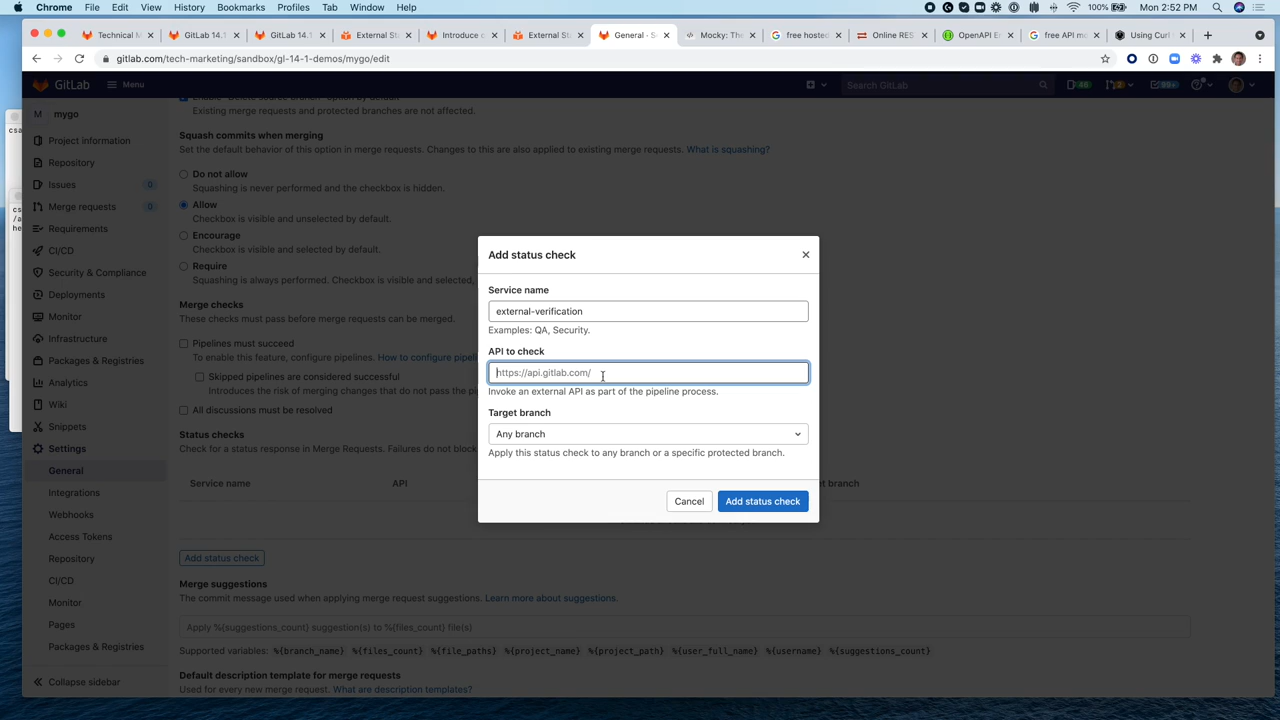 Chrome File Edit View History Bookmarks Profiles Tab Window Help 100% Mon 2:52 PM
Technical M GitLab 14. GitLab 14.1 External Sta Introduce c External Sta General · S Mocky: The free hosted Online RES OpenAPI En free API mo Using Curl
gitlab.com/tech-marketing/sandbox/gl-14-1-demos/mygo/edit
GitLab Menu Search GitLab 99+
M mygo
Project information
Repository
Issues 0
Merge requests 0
Requirements
CI/CD
Security & Compliance
Deployments
Monitor
Infrastructure
Packages & Registries
Analytics
Wiki
Snippets
Settings
General
Integrations
Webhooks
Access Tokens
Repository
CI/CD
Monitor
Pages
Packages & Registries
Collapse sidebar
Existing merge requests and protected branches are not affected.
Squash commits when merging
Set the default behavior of this option in merge requests. Changes to this are also applied to existing merge requests. What is squashing?
Do not allow
Squashing is never performed and the checkbox is hidden.
Allow
Checkbox is visible and unselected by default.
Encourage
Checkbox is visible and selected by default.
Require
Squashing is always performed. Checkbox is visible and selected,
Merge checks
These checks must pass before merge requests can be merged.
Pipelines must succeed
To enable this feature, configure pipelines. How to configure pipeli
Skipped pipelines are considered successful
Introduces the risk of merging changes that do not pass the pi
All discussions must be resolved
Status checks
Check for a status response in Merge Requests. Failures do not block
Service name API get branch
Add status check
Merge suggestions
The commit message used when applying merge request suggestions. Learn more about suggestions.
Apply %{suggestions_count} suggestion(s) to %{files_count} file(s)
Supported variables: %{branch_name} %{files_count} %{file_paths} %{project_name} %{project_path} %{user_full_name} %{username} %{suggestions_count}
Default description template for merge requests
Used for every new merge request. What are description templates?
Add status check
Service name
external-verification
Examples: QA, Security.
API to check
https://api.gitlab.com/
Invoke an external API as part of the pipeline process.
Target branch
Any branch
Apply this status check to any branch or a specific protected branch.
Cancel Add status check